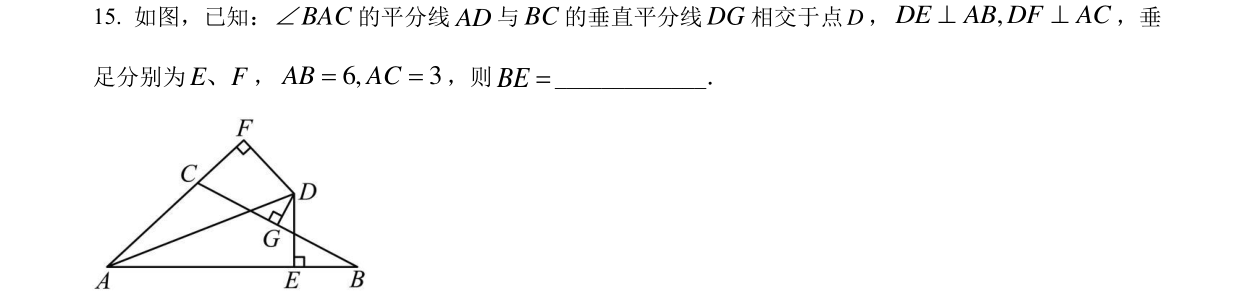 15. 如图，已知：∠BAC 的平分线 AD 与 BC 的垂直平分线 DG 相交于点 D，DE⊥AB, DF⊥AC，垂
足分别为 E、F，AB=6, AC=3，则 BE=____________.
F
C
D
G
A
E
B